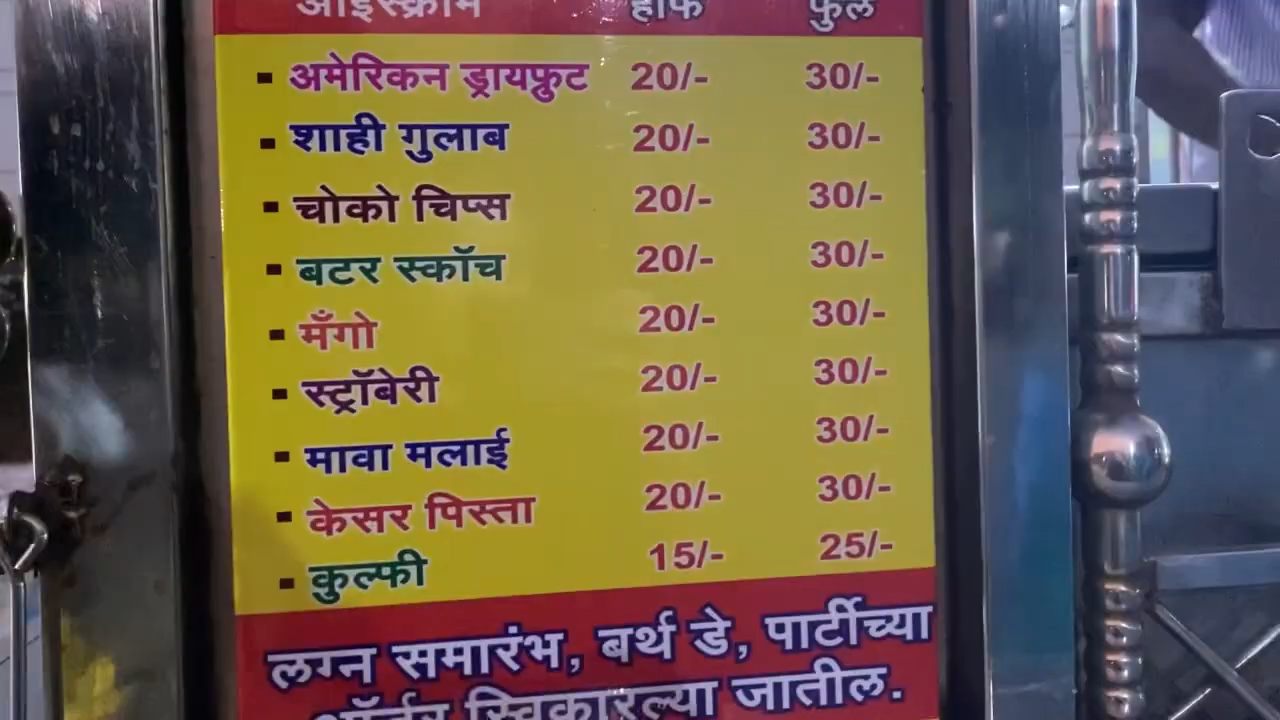 आईस्क्रीम हाफ फुल
▪ अमेरिकन ड्रायफ्रुट 20/- 30/-
▪ शाही गुलाब 20/- 30/-
▪ चोको चिप्स 20/- 30/-
▪ बटर स्कॉच 20/- 30/-
▪ मँगो 20/- 30/-
▪ स्ट्रॉबेरी 20/- 30/-
▪ मावा मलाई 20/- 30/-
▪ केसर पिस्ता 20/- 30/-
▪ कुल्फी 15/- 25/-
लग्न समारंभ, बर्थ डे, पार्टीच्या
ऑर्डर स्विकारल्या जातील.